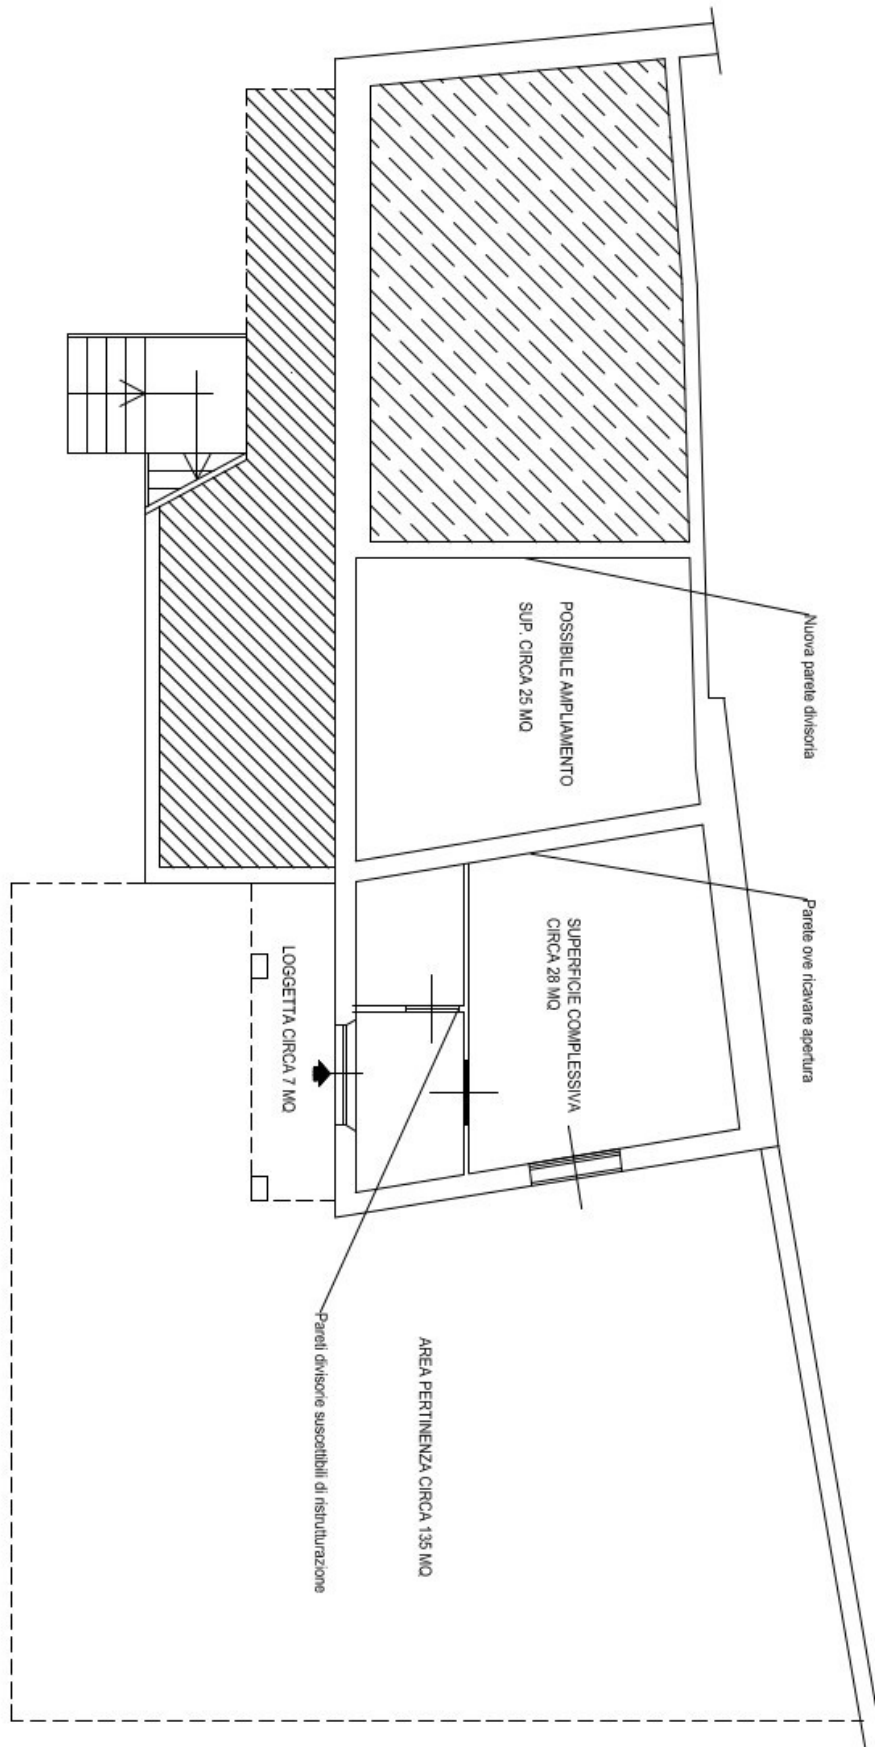 Nuova parete divisoria
POSSIBILE AMPLIAMENTO
SUP. CIRCA 25 MQ
Parete ove ricavare apertura
SUPERFICIE COMPLESSIVA
CIRCA 28 MQ
LOGGETTA CIRCA 7 MQ
AREA PERTINENZA CIRCA 135 MQ
Pareti divisorie suscettibili di ristrutturazione